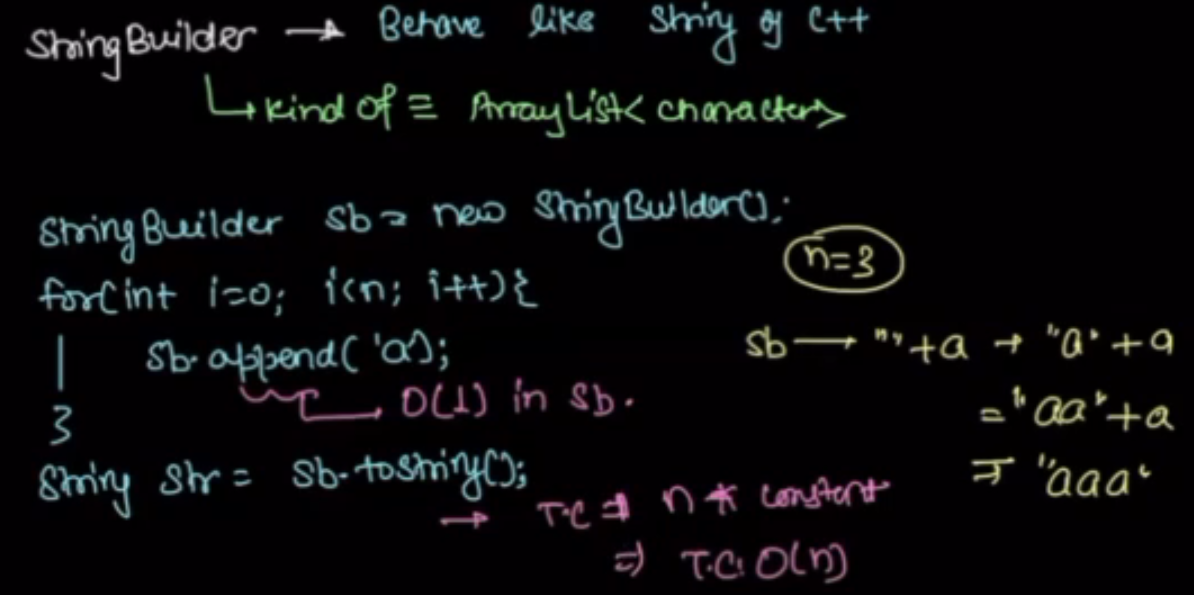 StringBuilder → Behave like String of C++
↳ kind of ≡ ArrayList<characters>
StringBuilder sb = new StringBuilder();
for(int i=0; i<n; i++){
n=3
sb.append('a');
sb → "" + a → "a" + a
O(1) in sb.
= "aa" + a
}
String str = sb.toString();
⇒ "aaa"
→ T.C ⇒ n * constant
⇒ T.C: O(n)